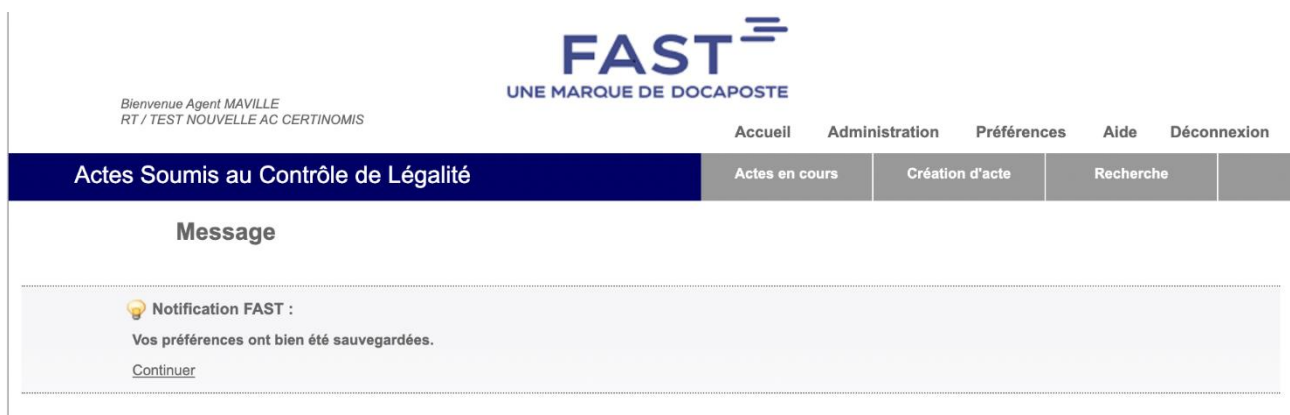 FAST
UNE MARQUE DE DOCAPOSTE
Bienvenue Agent MAVILLE
RT / TEST NOUVELLE AC CERTINOMIS
Accueil Administration Préférences Aide Déconnexion
Actes Soumis au Contrôle de Légalité Actes en cours Création d'acte Recherche
Message
Notification FAST :
Vos préférences ont bien été sauvegardées.
Continuer